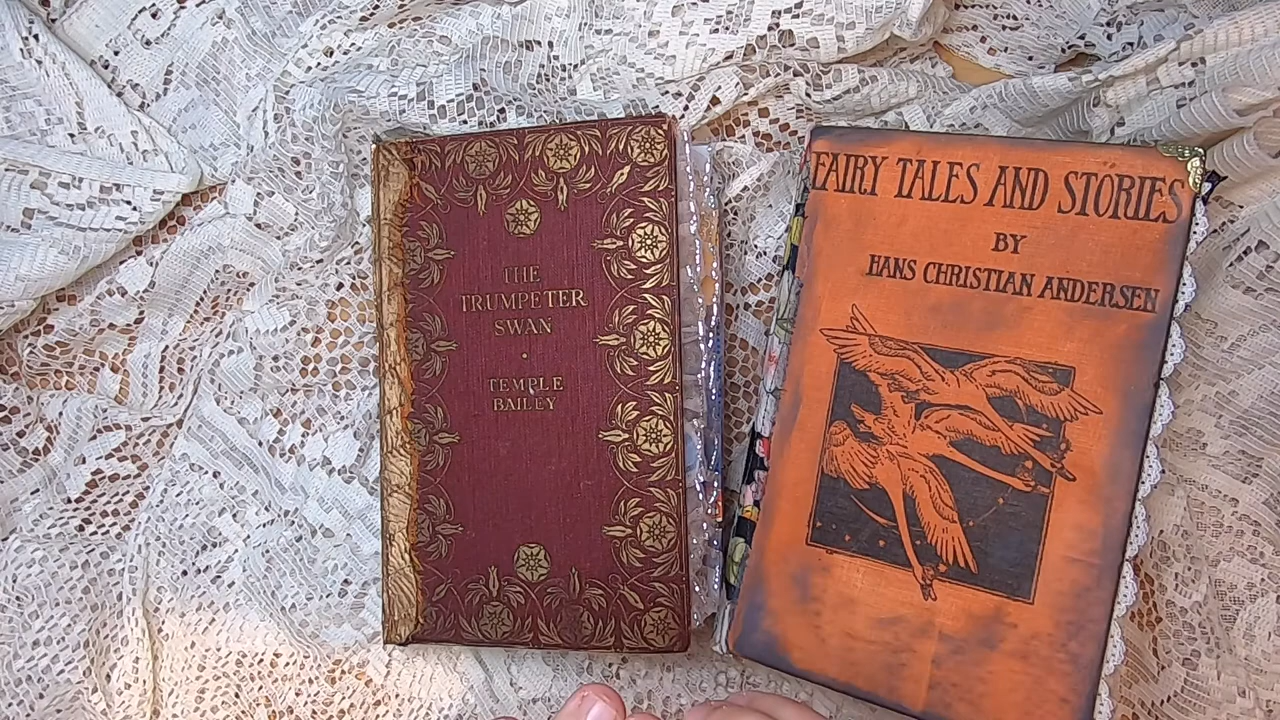 THE
TRUMPETER
SWAN
TEMPLE
BAILEY
FAIRY TALES AND STORIES
BY
HANS CHRISTIAN ANDERSEN